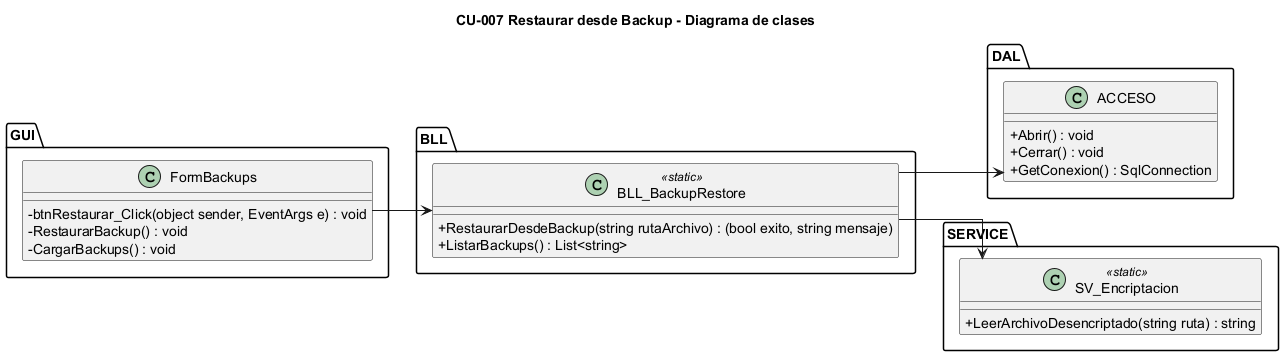 CU-007 Restaurar desde Backup - Diagrama de clases
GUI
C FormBackups
-btnRestaurar_Click(object sender, EventArgs e) : void
-RestaurarBackup() : void
-CargarBackups() : void
BLL
«static»
C BLL_BackupRestore
+RestaurarDesdeBackup(string rutaArchivo) : (bool exito, string mensaje)
+ListarBackups() : List<string>
DAL
C ACCESO
+Abrir() : void
+Cerrar() : void
+GetConexion() : SqlConnection
SERVICE
«static»
C SV_Encriptacion
+LeerArchivoDesencriptado(string ruta) : string